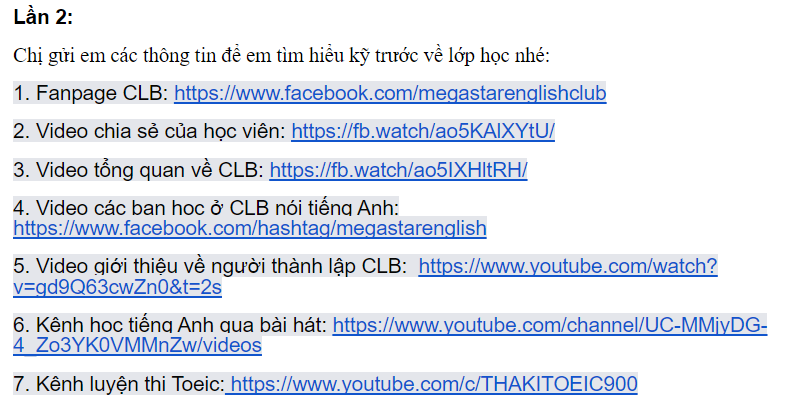 Lần 2:
Chị gửi em các thông tin để em tìm hiểu kỹ trước về lớp học nhé:
1. Fanpage CLB: https://www.facebook.com/megastarenglishclub
2. Video chia sẻ của học viên: https://fb.watch/ao5KAlXYtU/
3. Video tổng quan về CLB: https://fb.watch/ao5IXHltRH/
4. Video các bạn học ở CLB nói tiếng Anh:
https://www.facebook.com/hashtag/megastarenglish
5. Video giới thiệu về người thành lập CLB: https://www.youtube.com/watch?
v=gd9Q63cwZn0&t=2s
6. Kênh học tiếng Anh qua bài hát: https://www.youtube.com/channel/UC-MMjyDG-
4_Zo3YK0VMMnZw/videos
7. Kênh luyện thi Toeic: https://www.youtube.com/c/THAKITOEIC900